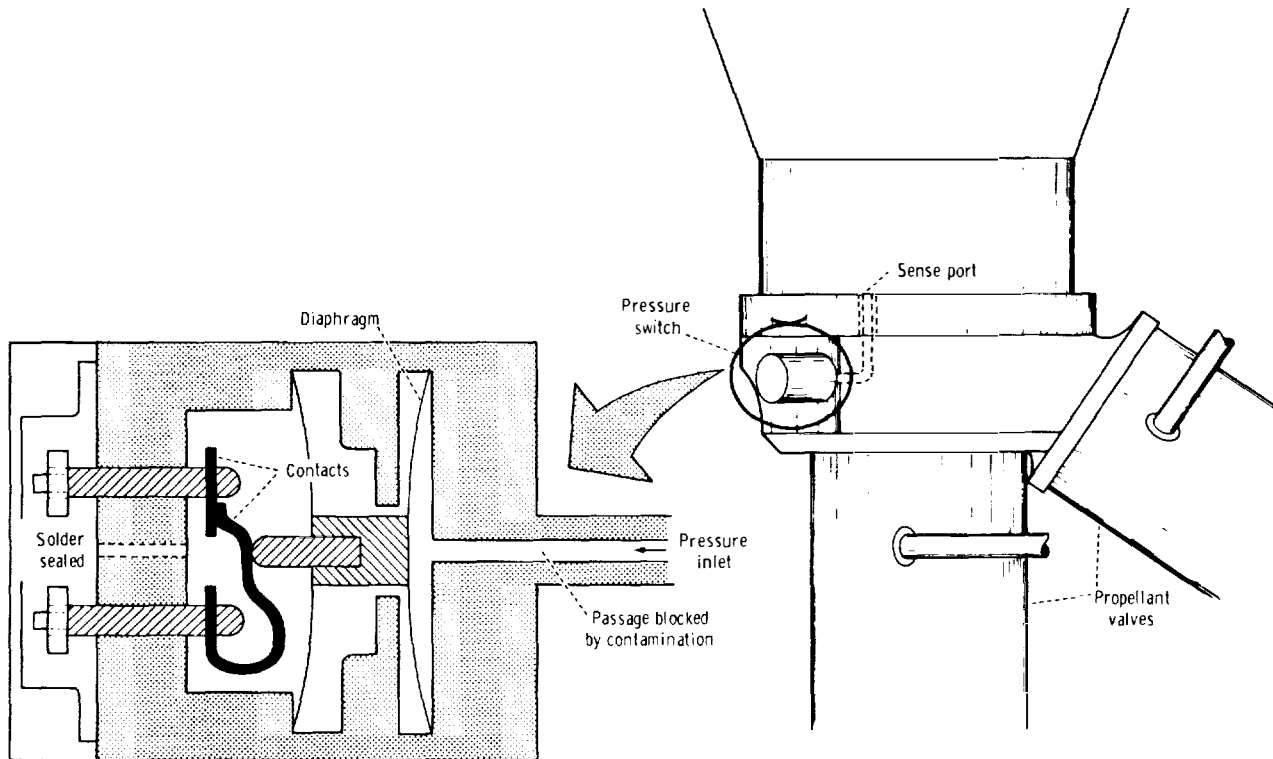 Diaphragm
Contacts
Solder
sealed
Pressure
inlet
Passage blocked
by contamination
Sense port
Pressure
switch
Propellant
valves